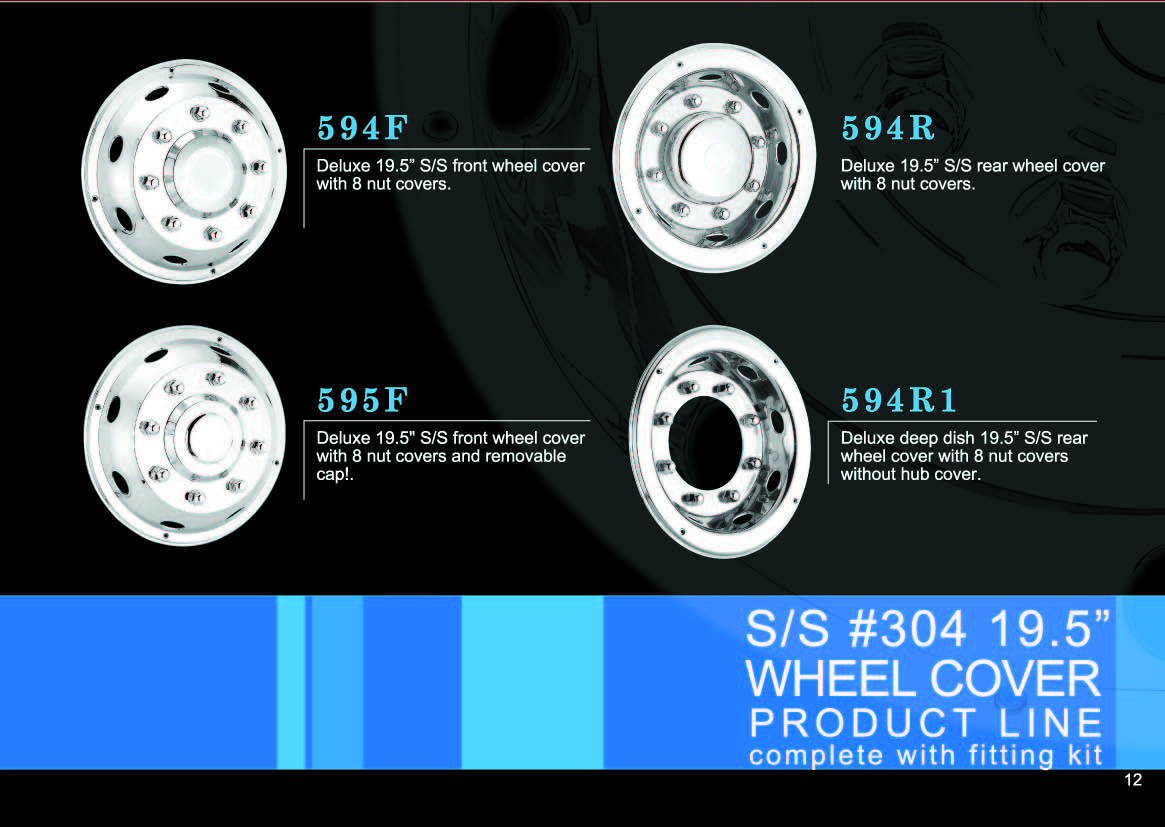 594F
Deluxe 19.5” S/S front wheel cover
with 8 nut covers.
594R
Deluxe 19.5” S/S rear wheel cover
with 8 nut covers.
595F
Deluxe 19.5" S/S front wheel cover
with 8 nut covers and removable
cap!.
594R1
Deluxe deep dish 19.5” S/S rear
wheel cover with 8 nut covers
without hub cover.
S/S #304 19.5”
WHEEL COVER
PRODUCT LINE
complete with fitting kit
12